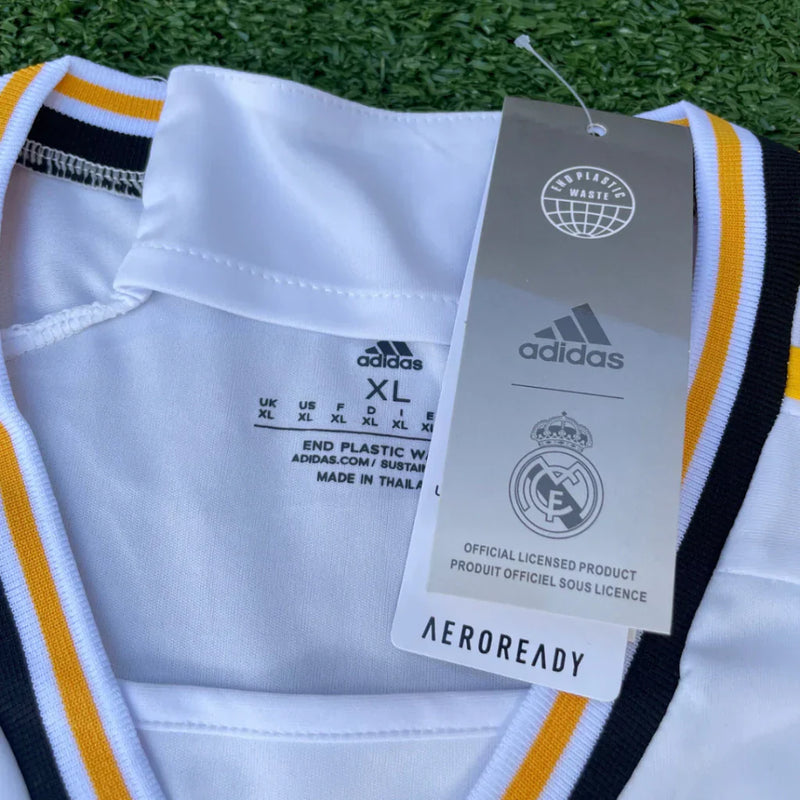 adidas
XL
UK US F D I E
XL XL XL XL XL XL
END PLASTIC
ADIDAS.COM/
MADE IN
END PLASTIC
WASTE
adidas
OFFICIAL LICENSED PRODUCT
PRODUIT OFFICIEL SOUS LICENCE
AEROREADY